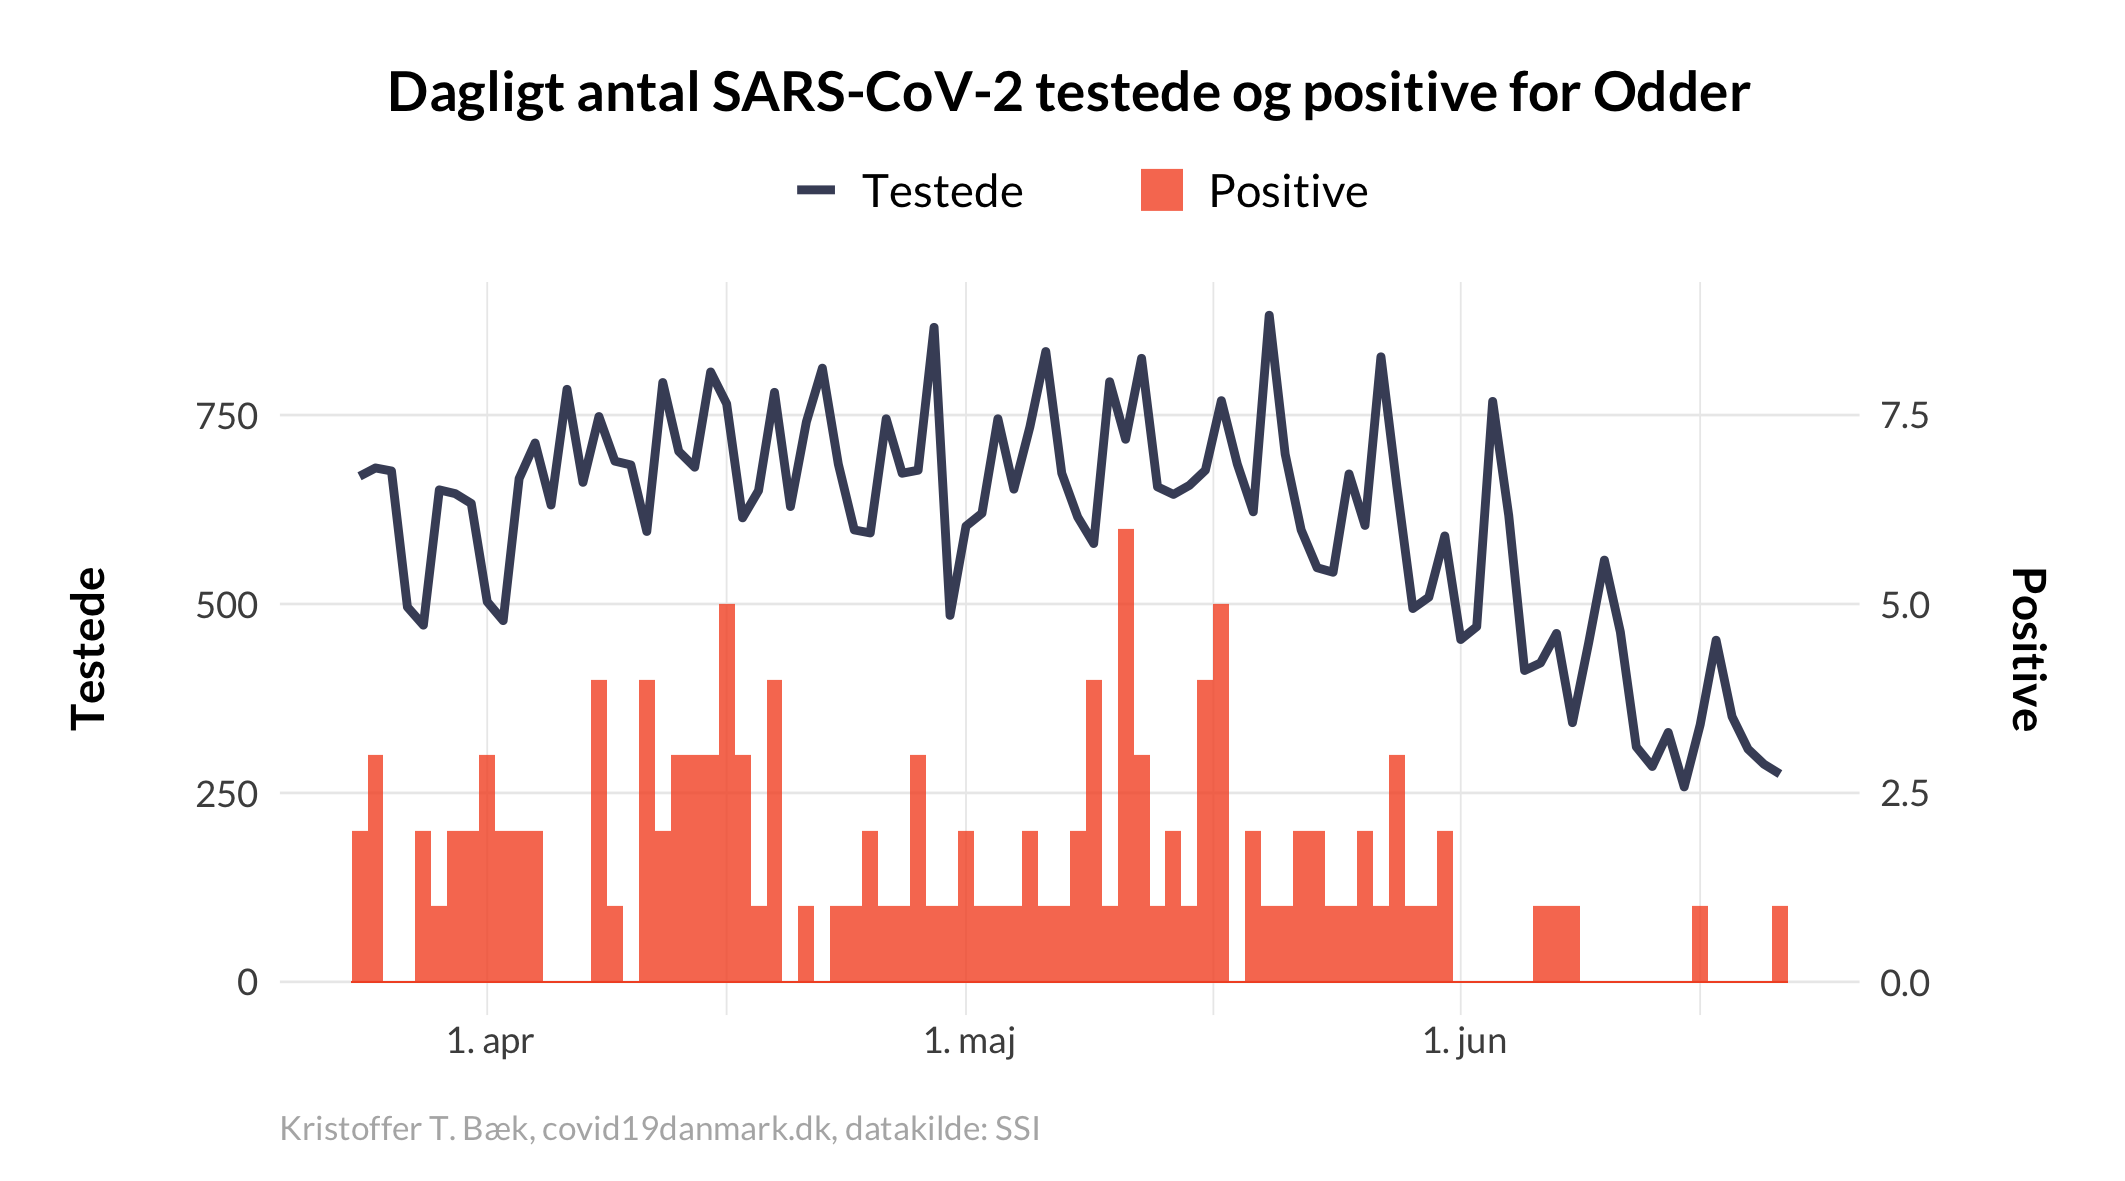 Dagligt antal SARS-CoV-2 testede og positive for Odder
Testede Positive
750 7.5
500 5.0
250 2.5
0 0.0
Testede
Positive
1. apr 1. maj 1. jun
Kristoffer T. Bæk, covid19danmark.dk, datakilde: SSI